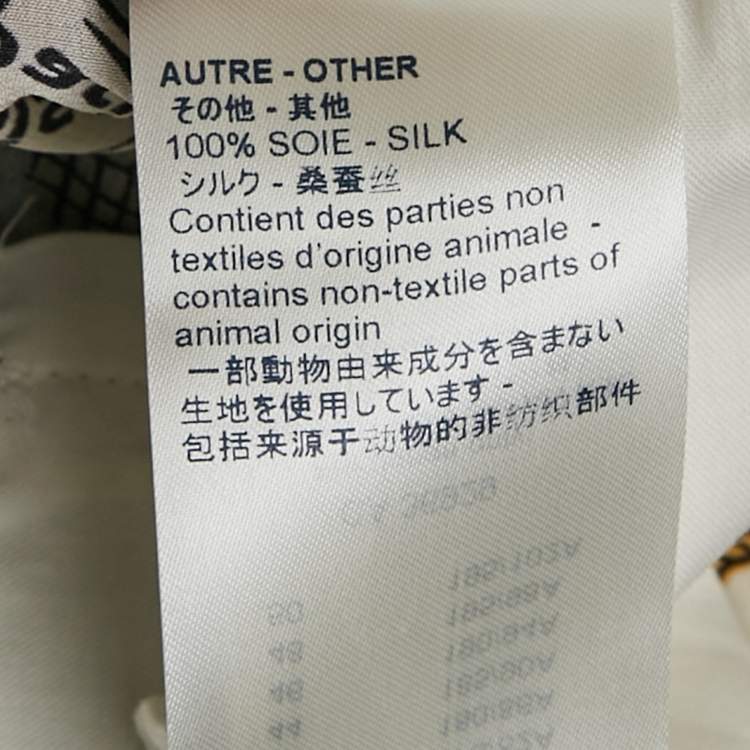 AUTRE - OTHER
その他 - 其他
100% SOIE - SILK
シルク - 桑蚕丝
Contient des parties non
textiles d'origine animale -
contains non-textile parts of
animal origin
一部動物由来成分を含まない
生地を使用しています -
包括来源于动物的非纺织部件